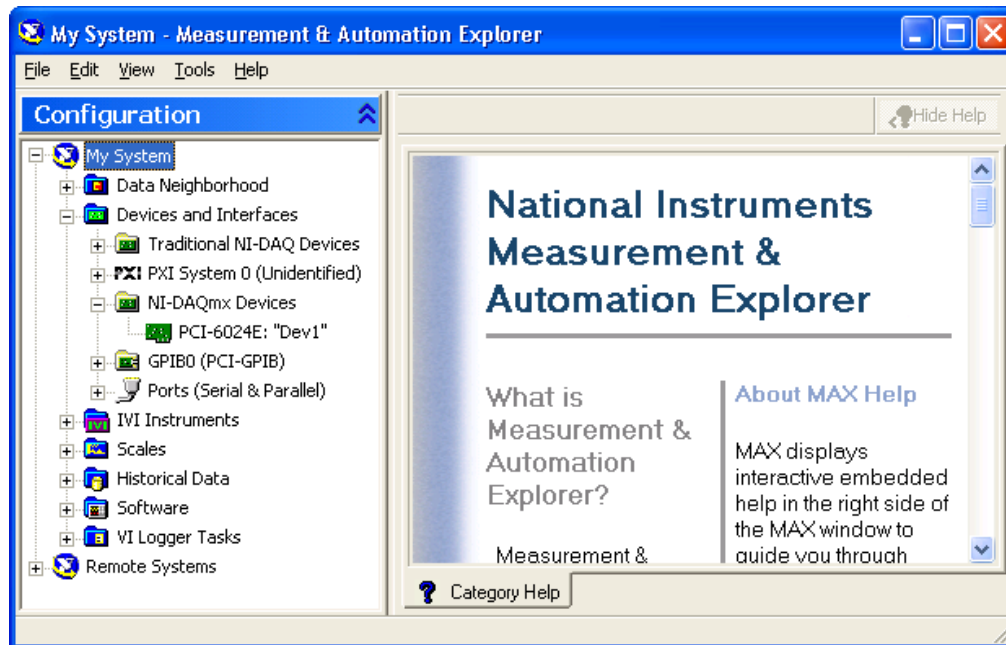 My System - Measurement & Automation Explorer
File Edit View Tools Help
Configuration
Hide Help
My System
Data Neighborhood
Devices and Interfaces
Traditional NI-DAQ Devices
PXI PXI System 0 (Unidentified)
NI-DAQmx Devices
PCI-6024E: "Dev1"
GPIB0 (PCI-GPIB)
Ports (Serial & Parallel)
IVI IVI Instruments
Scales
Historical Data
Software
VI Logger Tasks
Remote Systems
National Instruments
Measurement &
Automation Explorer
What is
Measurement &
Automation
Explorer?
Measurement &
About MAX Help
MAX displays
interactive embedded
help in the right side of
the MAX window to
guide you through
Category Help